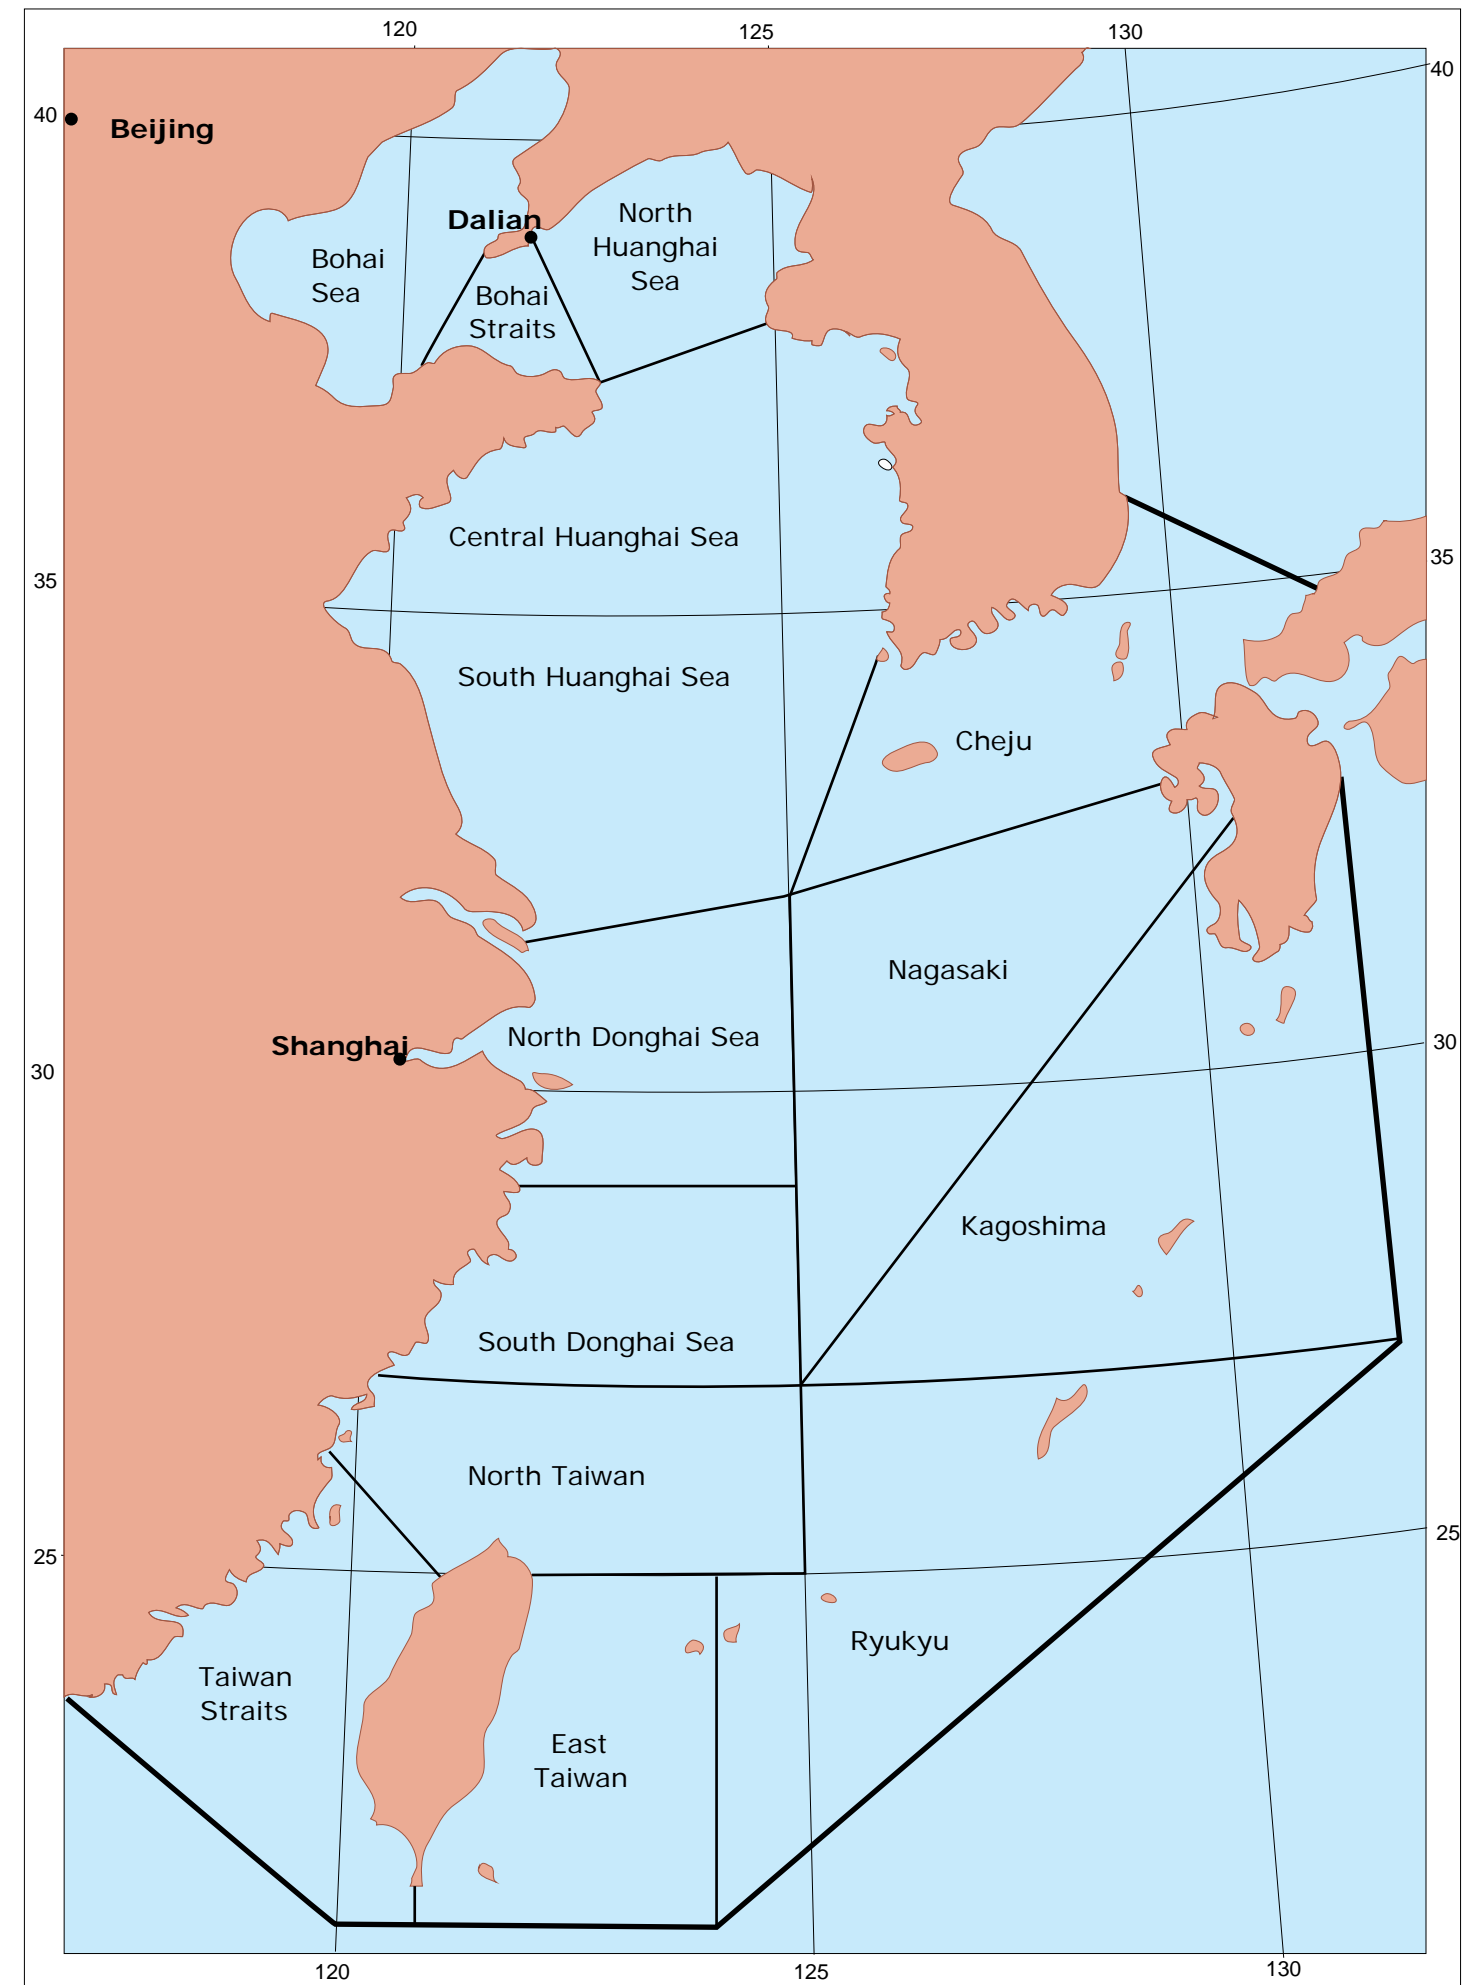 120
125
130
40
40
Beijing
Dalian
North
Huanghai
Sea
Bohai
Sea
Bohai
Straits
Central Huanghai Sea
35
35
South Huanghai Sea
Cheju
Nagasaki
North Donghai Sea
Shanghai
30
30
Kagoshima
South Donghai Sea
North Taiwan
25
25
Ryukyu
Taiwan
Straits
East
Taiwan
120
125
130